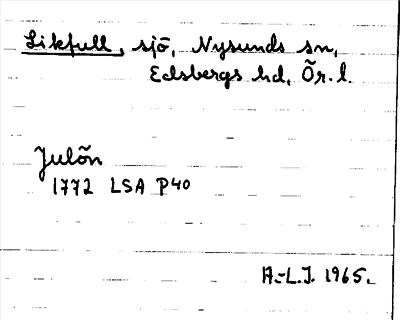 Likfull, sjö, Nysunds sn,
Edsbergs hd, Ör. l.
Julön
1772 LSA P40
A.-L.J. 1965.